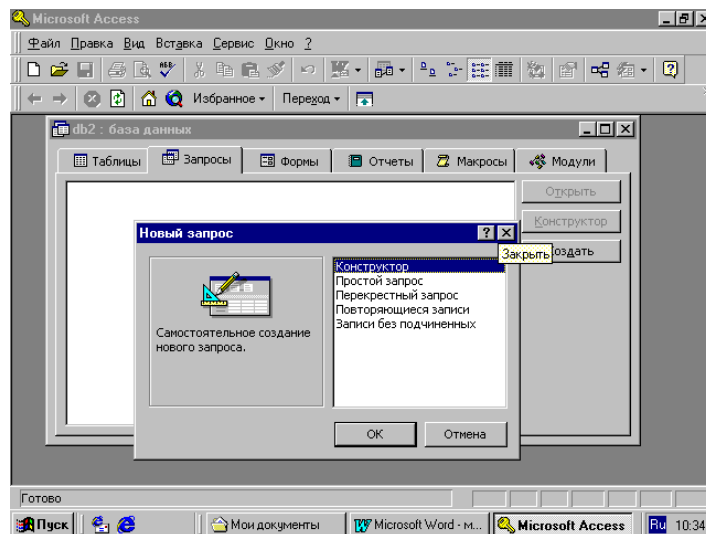 Microsoft Access
Файл Правка Вид Вставка Сервис Окно ?
Избранное Переход
db2 : база данных
Таблицы Запросы Формы Отчеты Макросы Модули
Открыть
Конструктор
Новый запрос
Закрыть
оздать
Конструктор
Простой запрос
Перекрестный запрос
Повторяющиеся записи
Записи без подчиненных
Самостоятельное создание
нового запроса.
ОК Отмена
Готово
Пуск Мои документы Microsoft Word - м... Microsoft Access Ru 10:34